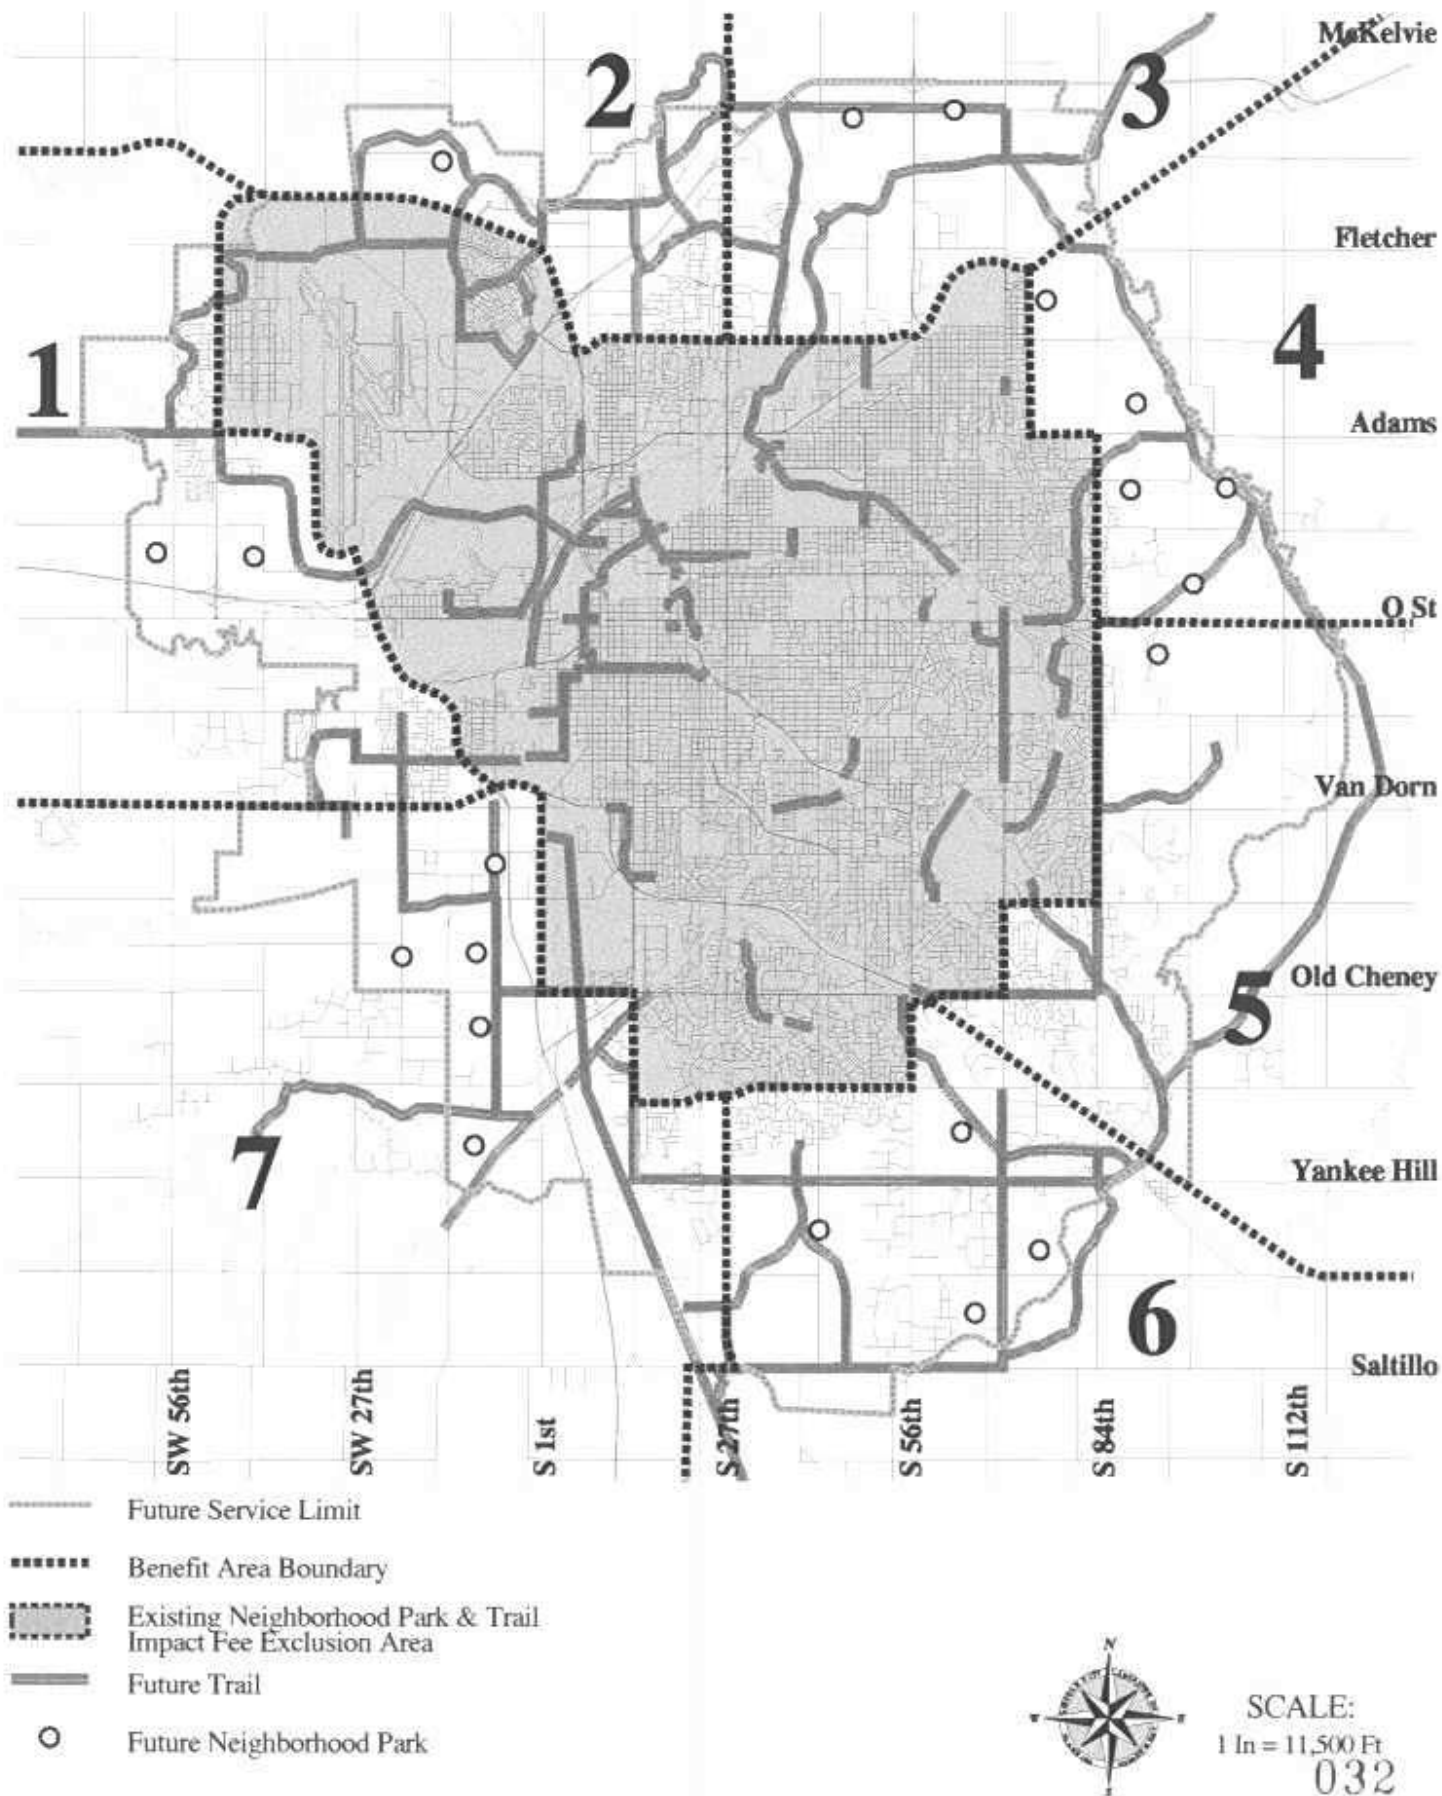 McKelvie
2
3
Fletcher
4
1
Adams
O St
Van Dorn
Old Cheney
5
7
Yankee Hill
6
Saltillo
SW 56th
SW 27th
S 1st
S 27th
S 56th
S 84th
S 112th
Future Service Limit
Benefit Area Boundary
Existing Neighborhood Park & Trail
Impact Fee Exclusion Area
Future Trail
Future Neighborhood Park
N
W
E
S
SCALE:
1 In = 11,500 Ft
032